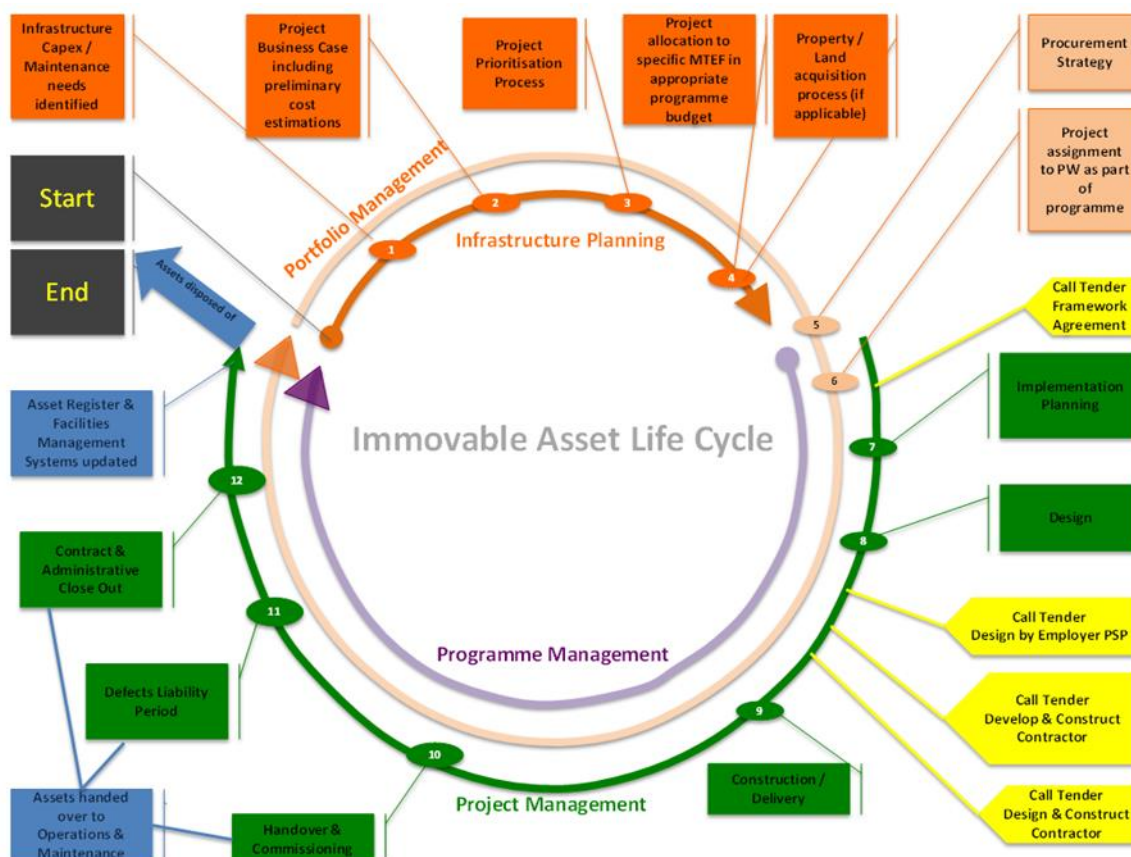 Infrastructure
Capex /
Maintenance
needs
identified
Project
Business Case
including
preliminary
cost
estimations
Project
Prioritisation
Process
Project
allocation to
specific MTEF in
appropriate
programme
budget
Property /
Land
acquisition
process (if
applicable)
Procurement
Strategy
Project
assignment
to PW as part
of
programme
Start
End
Assets disposed of
Portfolio Management
Infrastructure Planning
1
2
3
4
5
6
Call Tender
Framework
Agreement
Implementation
Planning
7
Asset Register &
Facilities
Management
Systems updated
Immovable Asset Life Cycle
12
Design
8
Contract &
Administrative
Close Out
11
Call Tender
Design by Employer PSP
Programme Management
Defects Liability
Period
Call Tender
Develop & Construct
Contractor
9
10
Construction /
Delivery
Project Management
Call Tender
Design & Construct
Contractor
Assets handed
over to
Operations &
Maintenance
Handover &
Commissioning